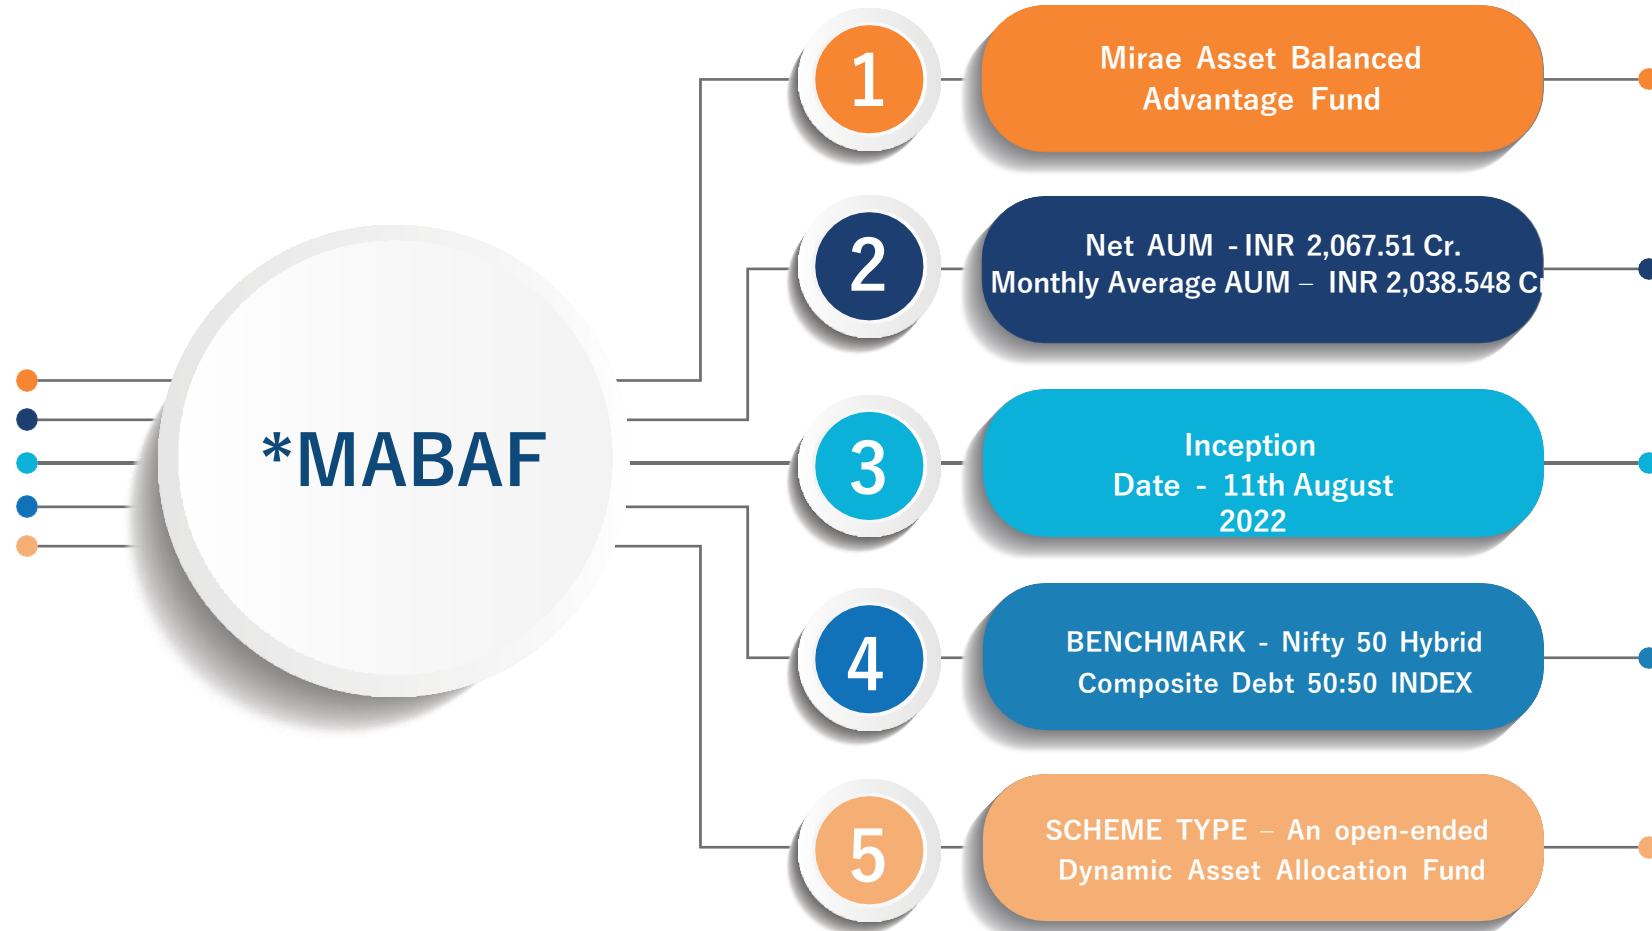 *MABAF
1
Mirae Asset Balanced
Advantage Fund
2
Net AUM - INR 2,067.51 Cr.
Monthly Average AUM – INR 2,038.548 Cr
3
Inception
Date - 11th August
2022
4
BENCHMARK - Nifty 50 Hybrid
Composite Debt 50:50 INDEX
5
SCHEME TYPE – An open-ended
Dynamic Asset Allocation Fund